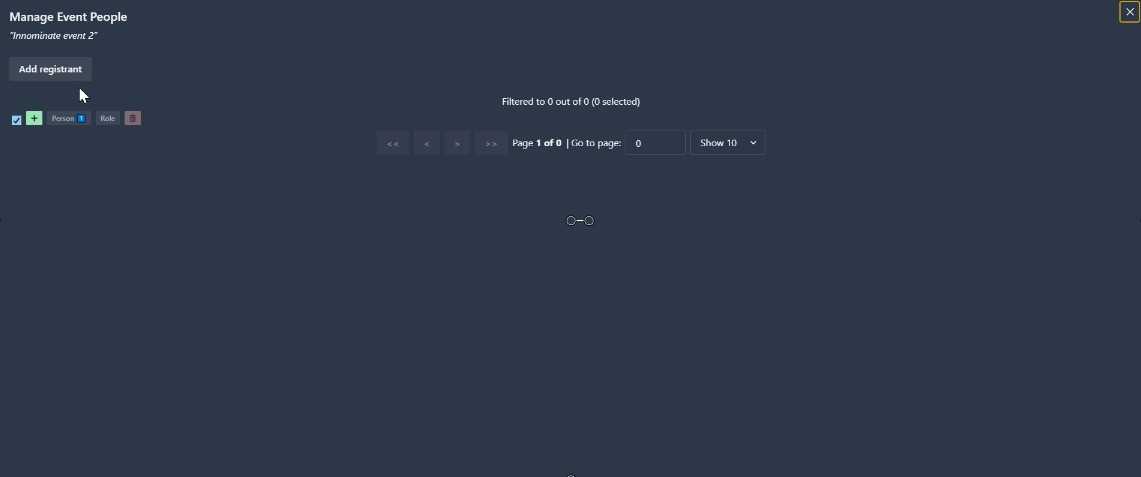 Manage Event People
"Innominate event 2"
Add registrant
Filtered to 0 out of 0 (0 selected)
+ Person 1 Role
<< < > >> Page 1 of 0 | Go to page: 0 Show 10